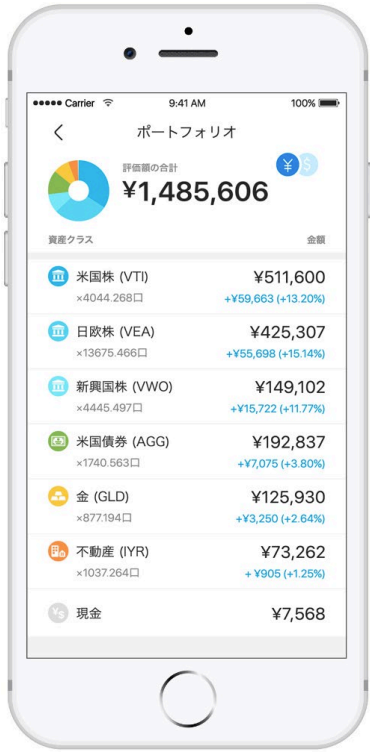 Carrier 9:41 AM 100%
ポートフォリオ
評価額の合計
¥ $
¥1,485,606
資産クラス 金額
米国株 (VTI) ¥511,600
×4044.268口 +¥59,663 (+13.20%)
日欧株 (VEA) ¥425,307
×13675.466口 +¥55,698 (+15.14%)
新興国株 (VWO) ¥149,102
×4445.497口 +¥15,722 (+11.77%)
米国債券 (AGG) ¥192,837
×1740.563口 +¥7,075 (+3.80%)
金 (GLD) ¥125,930
×877.194口 +¥3,250 (+2.64%)
不動産 (IYR) ¥73,262
×1037.264口 + ¥905 (+1.25%)
¥$ 現金 ¥7,568